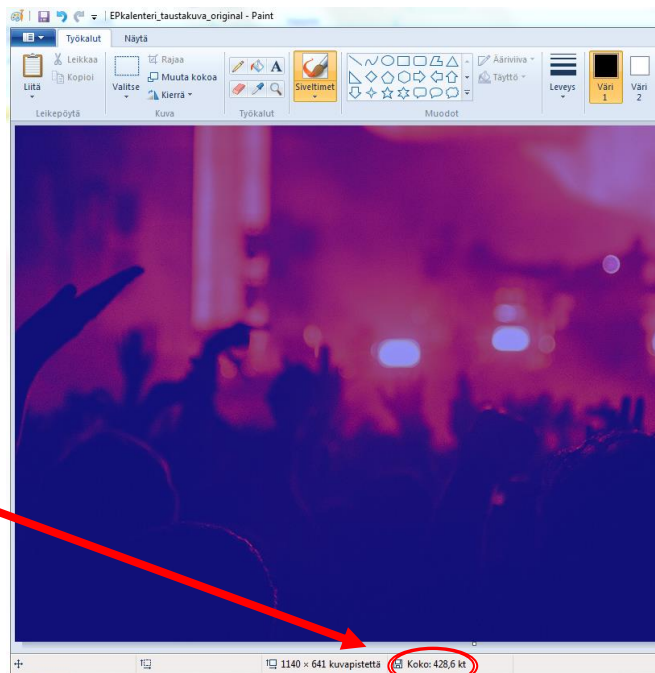 EPkalenteri_taustakuva_original - Paint
Työkalut Näytä
Liitä
Leikkaa
Kopioi
Leikepöytä
Valitse
Rajaa
Muuta kokoa
Kierrä
Kuva
A
Työkalut
Siveltimet
Ääriviiva
Täyttö
Muodot
Leveys
Väri
1
Väri
2
1140 × 641 kuvapistettä
Koko: 428,6 kt